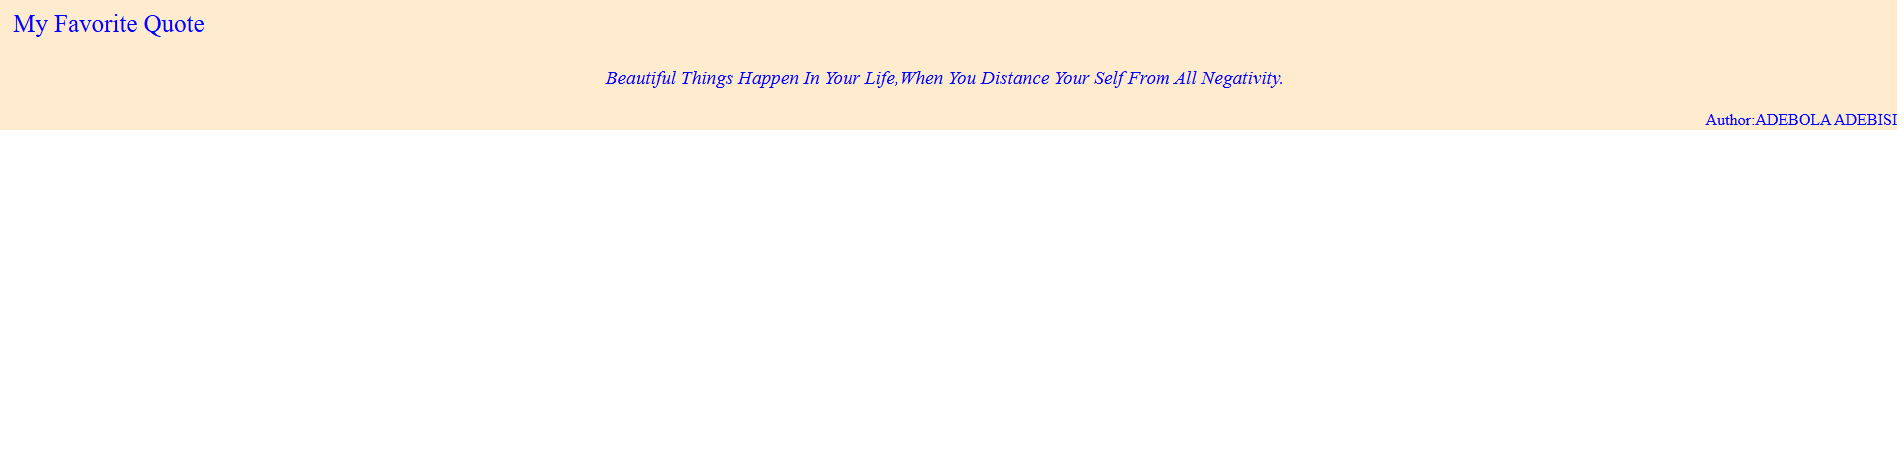 My Favorite Quote
Beautiful Things Happen In Your Life,When You Distance Your Self From All Negativity.
Author:ADEBOLA ADEBISI